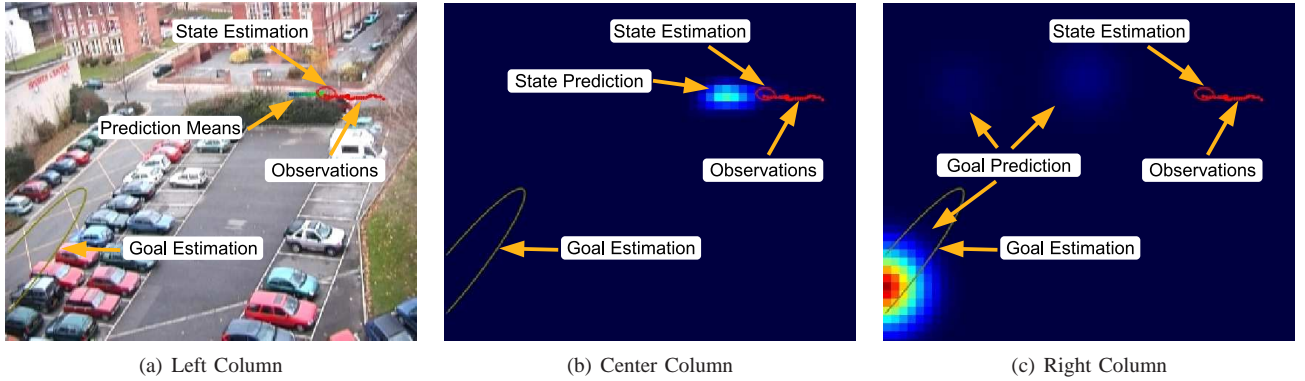 State Estimation
Prediction Means
Observations
Goal Estimation
(a) Left Column
State Estimation
State Prediction
Observations
Goal Estimation
(b) Center Column
State Estimation
Goal Prediction
Observations
Goal Estimation
(c) Right Column